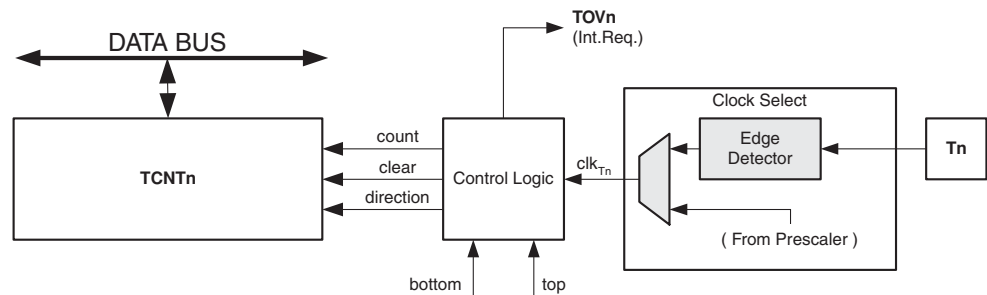 TOVn
(Int.Req.)
DATA BUS
Clock Select
count
Edge
Detector
Tn
TCNTn
clear
Control Logic
clkTn
direction
( From Prescaler )
bottom
top